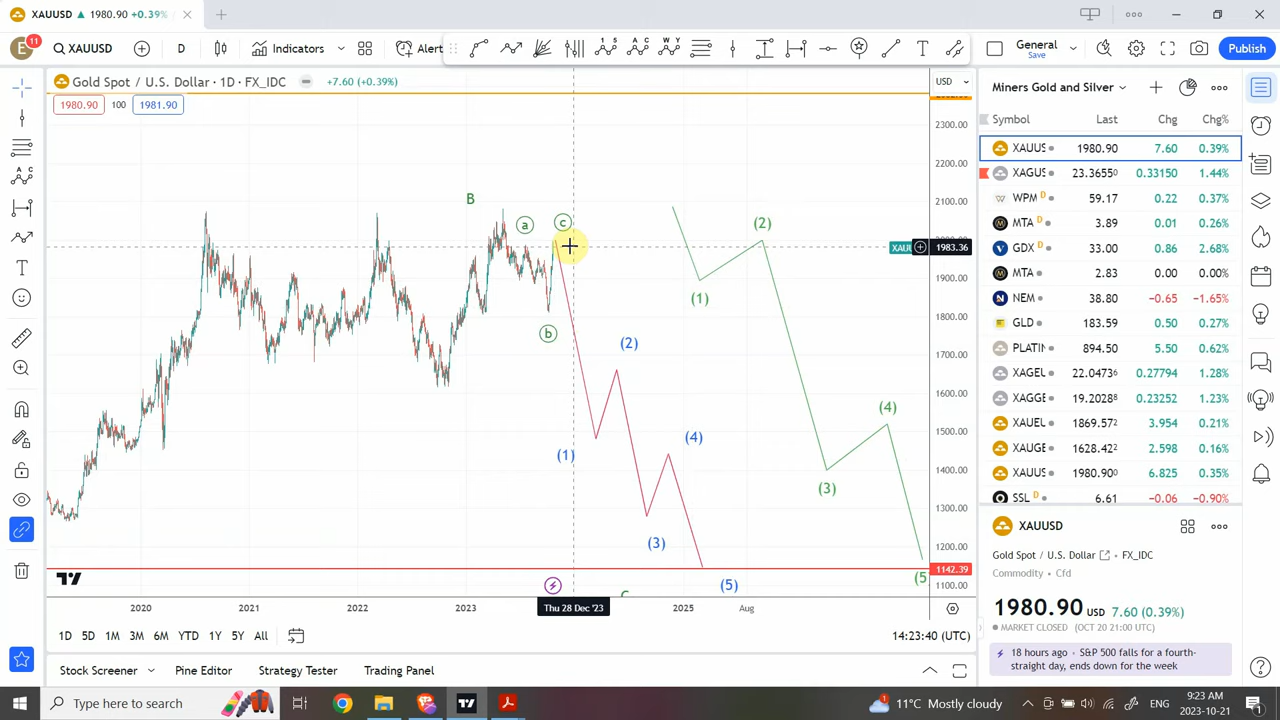 XAUUSD ▲ 1980.90 +0.39%
E 11 XAUUSD D Indicators Alert General Save Publish
Gold Spot / U.S. Dollar · 1D · FX_IDC +7.60 (+0.39%)
1980.90 100 1981.90
USD
2300.00
2200.00
2100.00
2000.00
1983.36
1900.00
1800.00
1700.00
1600.00
1500.00
1400.00
1300.00
1200.00
1142.39
1100.00
B
a
c
b
(1)
(2)
(3)
(4)
(5)
(1)
(2)
(3)
(4)
(5
2020 2021 2022 2023 Thu 28 Dec '23 2025 Aug
1D 5D 1M 3M 6M YTD 1Y 5Y All 14:23:40 (UTC)
Stock Screener Pine Editor Strategy Tester Trading Panel
Miners Gold and Silver
Symbol Last Chg Chg%
XAUUS 1980.90 7.60 0.39%
XAGUS 23.3655⁰ 0.33150 1.44%
WPM D 59.17 0.22 0.37%
MTA D 3.89 0.01 0.26%
GDX D 33.00 0.86 2.68%
MTA D 2.83 0.00 0.00%
NEM 38.80 −0.65 −1.65%
GLD 183.59 0.50 0.27%
PLATIN 894.50 5.50 0.62%
XAGEU 22.0473⁶ 0.27794 1.28%
XAGGE 19.2028⁸ 0.23252 1.23%
XAUEU 1869.57² 3.954 0.21%
XAUGE 1628.42² 2.598 0.16%
XAUUS 1980.90⁰ 6.825 0.35%
SSL D 6.61 −0.06 −0.90%
XAUUSD
Gold Spot / U.S. Dollar FX_IDC
Commodity • Cfd
1980.90 USD 7.60 (0.39%)
MARKET CLOSED (OCT 20 21:00 UTC)
18 hours ago · S&P 500 falls for a fourth-
straight day, ends down for the week
Type here to search
11°C Mostly cloudy ENG
9:23 AM
2023-10-21